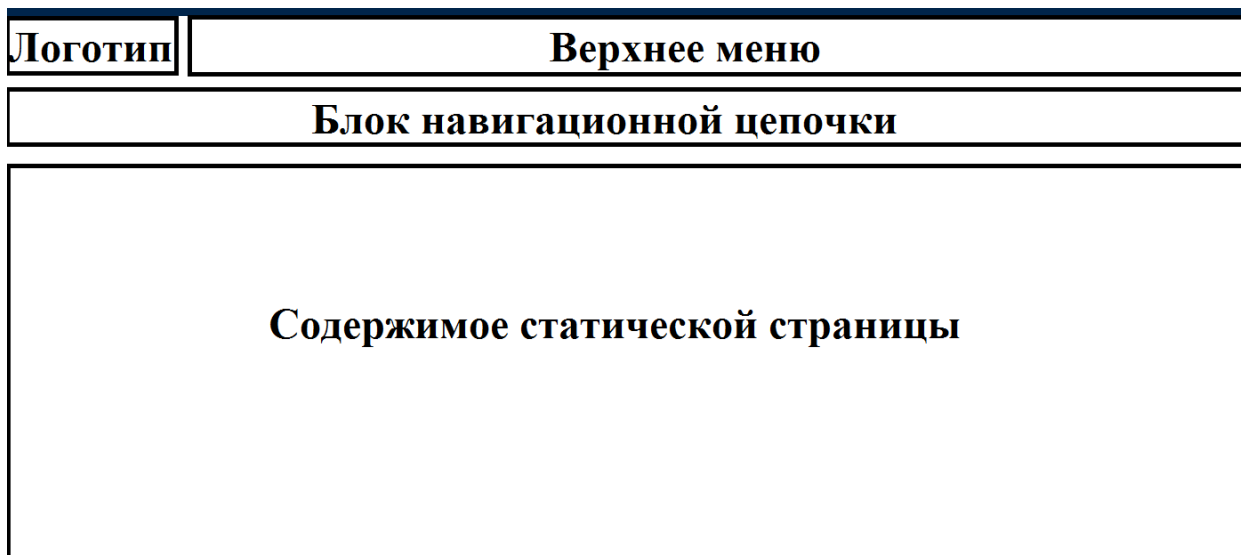 Логотип
Верхнее меню
Блок навигационной цепочки
Содержимое статической страницы